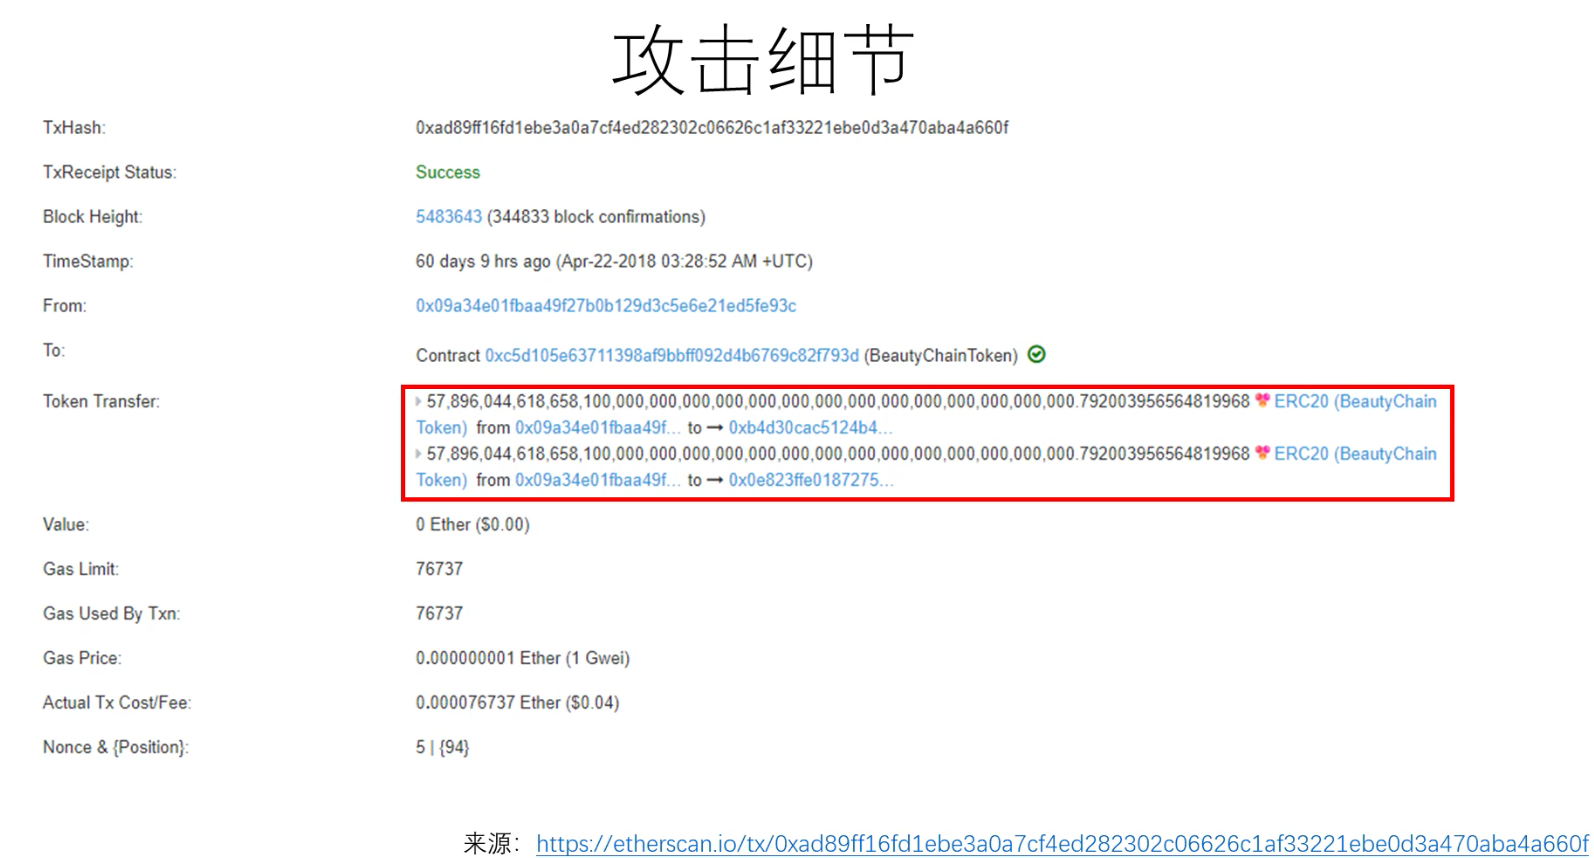 攻击细节
TxHash: 0xad89ff16fd1ebe3a0a7cf4ed282302c06626c1af33221ebe0d3a470aba4a660f
TxReceipt Status: Success
Block Height: 5483643 (344833 block confirmations)
TimeStamp: 60 days 9 hrs ago (Apr-22-2018 03:28:52 AM +UTC)
From: 0x09a34e01fbaa49f27b0b129d3c5e6e21ed5fe93c
To: Contract 0xc5d105e63711398af9bbff092d4b6769c82f793d (BeautyChainToken)
Token Transfer: 57,896,044,618,658,100,000,000,000,000,000,000,000,000,000,000,000,000,000,000.792003956564819968 ERC20 (BeautyChain
Token) from 0x09a34e01fbaa49f... to → 0xb4d30cac5124b4...
57,896,044,618,658,100,000,000,000,000,000,000,000,000,000,000,000,000,000,000.792003956564819968 ERC20 (BeautyChain
Token) from 0x09a34e01fbaa49f... to → 0x0e823ffe0187275...
Value: 0 Ether ($0.00)
Gas Limit: 76737
Gas Used By Txn: 76737
Gas Price: 0.000000001 Ether (1 Gwei)
Actual Tx Cost/Fee: 0.000076737 Ether ($0.04)
Nonce & {Position}: 5 | {94}
来源：https://etherscan.io/tx/0xad89ff16fd1ebe3a0a7cf4ed282302c06626c1af33221ebe0d3a470aba4a660f